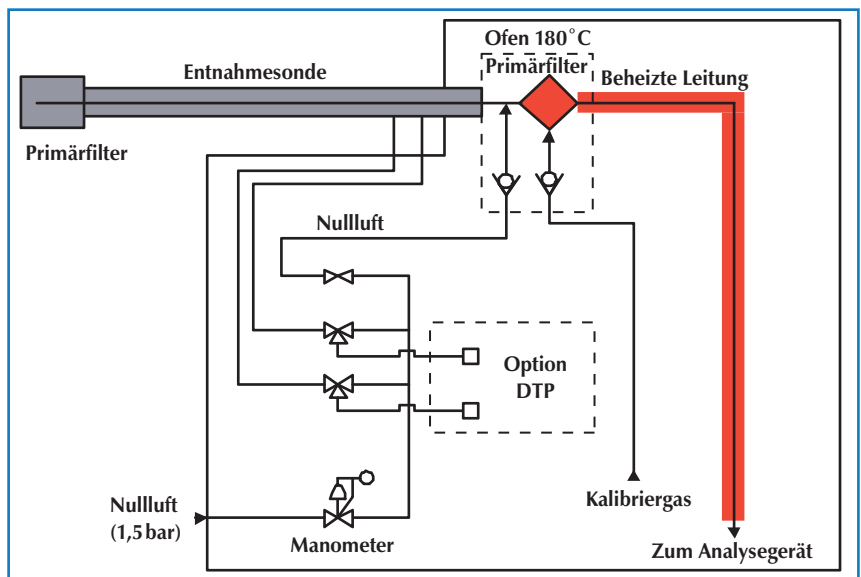 Ofen 180°C
Entnahmesonde
Primärfilter
Beheizte Leitung
Primärfilter
Nullluft
Option
DTP
Nullluft
(1,5 bar)
Manometer
Kalibriergas
Zum Analysegerät